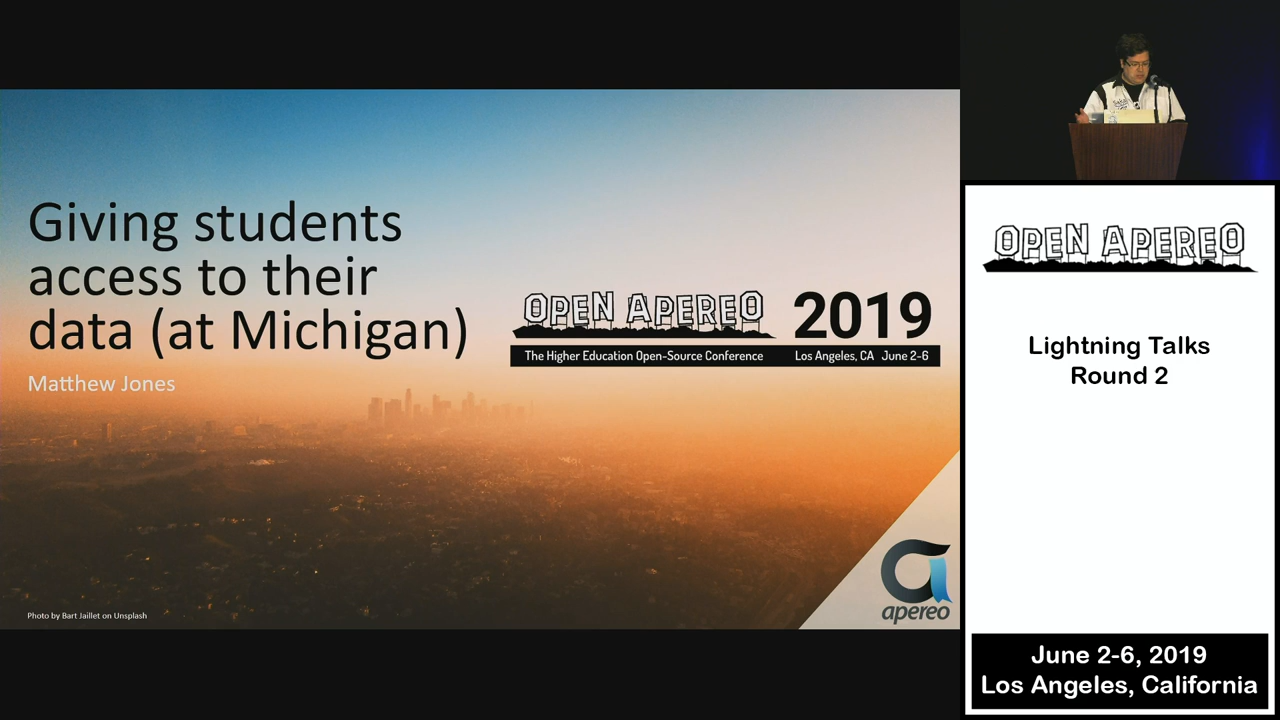 Giving students
access to their
data (at Michigan)
Matthew Jones
OPEN APEREO 2019
The Higher Education Open-Source Conference Los Angeles, CA June 2-6
apereo
Photo by Bart Jaillet on Unsplash
OPEN APEREO
Lightning Talks
Round 2
June 2-6, 2019
Los Angeles, California